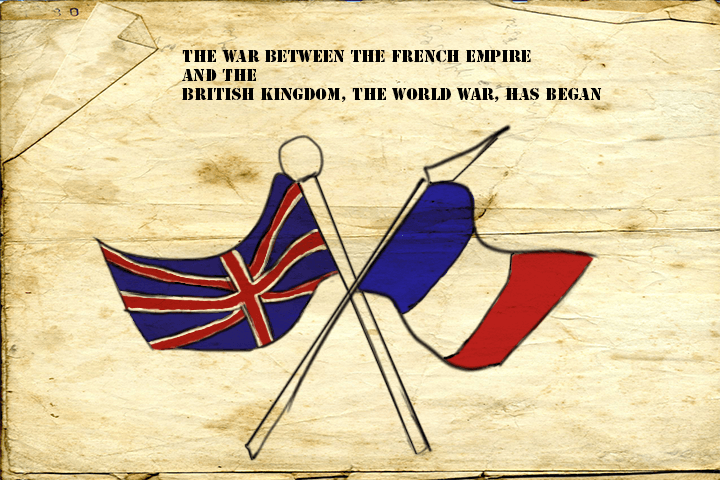 THE WAR BETWEEN THE FRENCH EMPIRE
AND THE
BRITISH KINGDOM, THE WORLD WAR, HAS BEGAN